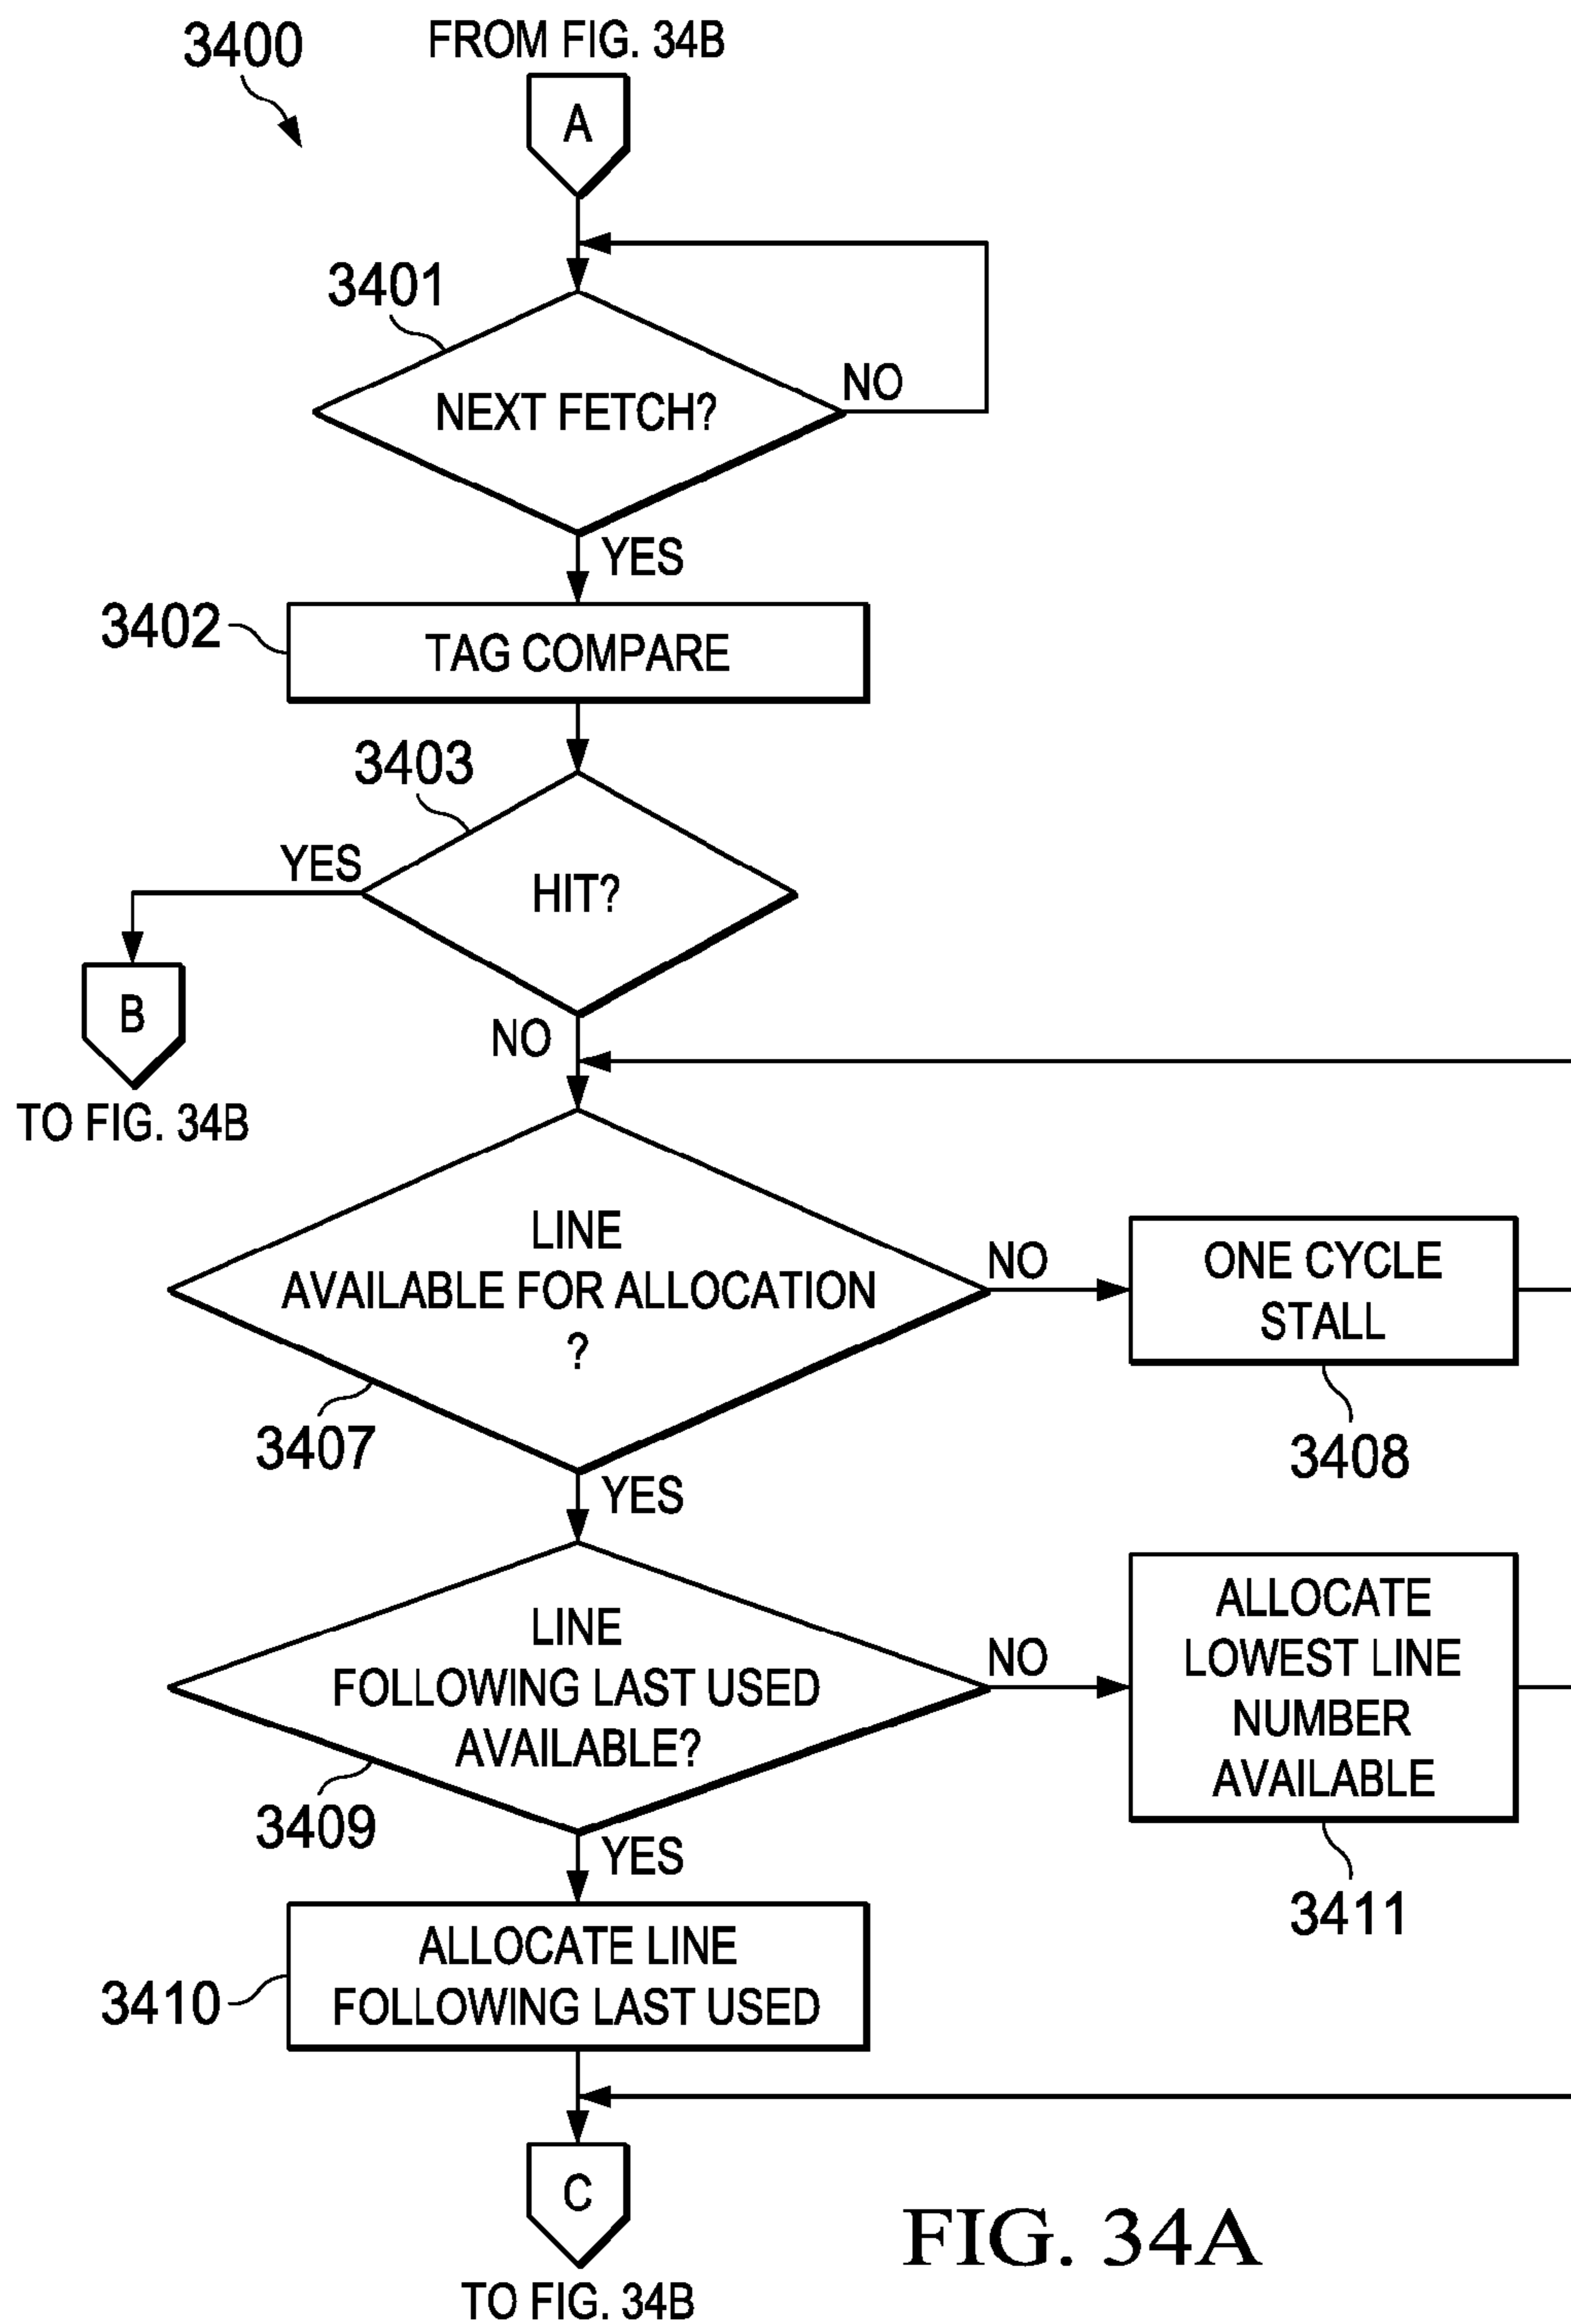 3400
FROM FIG. 34B
A
3401
NEXT FETCH?
NO
YES
3402
TAG COMPARE
3403
YES
HIT?
B
NO
TO FIG. 34B
LINE
AVAILABLE FOR ALLOCATION
?
NO
ONE CYCLE
STALL
3407
3408
YES
LINE
FOLLOWING LAST USED
AVAILABLE?
NO
ALLOCATE
LOWEST LINE
NUMBER
AVAILABLE
3409
YES
3411
ALLOCATE LINE
FOLLOWING LAST USED
3410
C
TO FIG. 34B
FIG. 34A